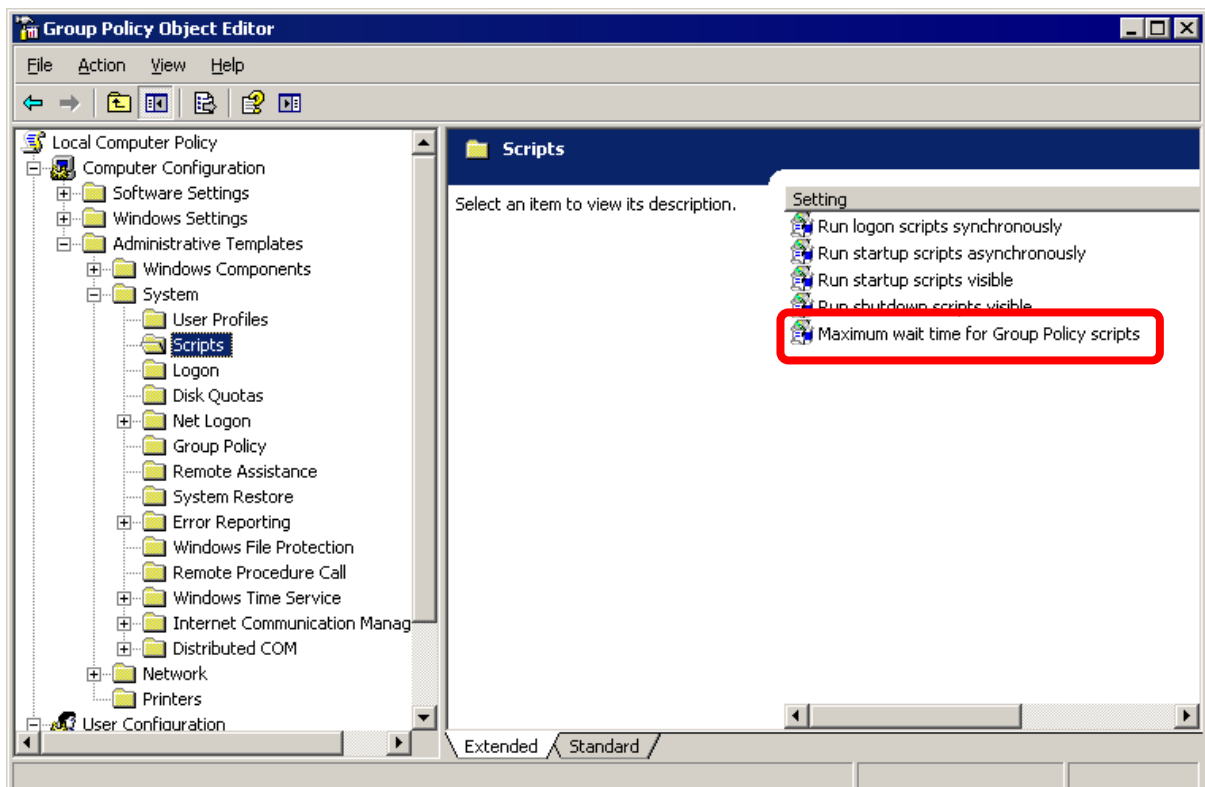 Group Policy Object Editor
File Action View Help
Local Computer Policy
Computer Configuration
Software Settings
Windows Settings
Administrative Templates
Windows Components
System
User Profiles
Scripts
Logon
Disk Quotas
Net Logon
Group Policy
Remote Assistance
System Restore
Error Reporting
Windows File Protection
Remote Procedure Call
Windows Time Service
Internet Communication Manag
Distributed COM
Network
Printers
User Configuration
Scripts
Select an item to view its description.
Setting
Run logon scripts synchronously
Run startup scripts asynchronously
Run startup scripts visible
Run shutdown scripts visible
Maximum wait time for Group Policy scripts
Extended Standard